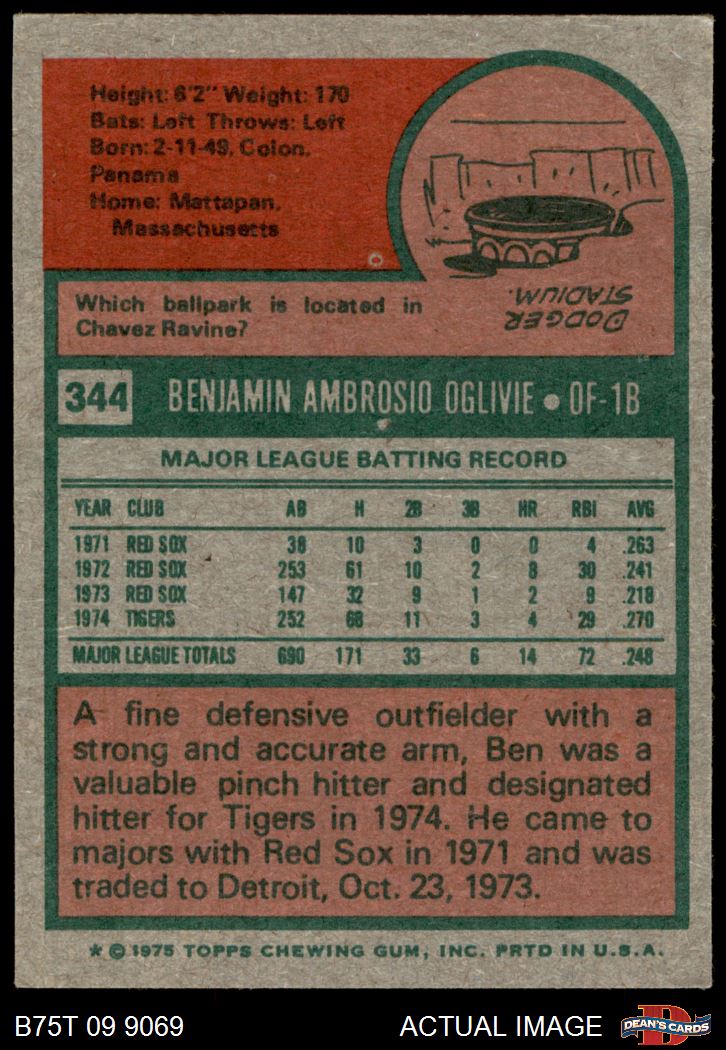 Height: 6'2" Weight: 170
Bats: Left Throws: Left
Born: 2-11-49, Colon,
Panama
Home: Mattapan,
Massachusetts
Which ballpark is located in
Chavez Ravine?
DODGER
STADIUM.
344 BENJAMIN AMBROSIO OGLIVIE • OF-1B
MAJOR LEAGUE BATTING RECORD
YEAR CLUB AB H 2B 3B HR RBI AVG
1971 RED SOX 38 10 3 0 0 4 .263
1972 RED SOX 253 61 10 2 8 30 .241
1973 RED SOX 147 32 9 1 2 9 .218
1974 TIGERS 252 68 11 3 4 29 .270
MAJOR LEAGUE TOTALS 690 171 33 6 14 72 .248
A fine defensive outfielder with a
strong and accurate arm, Ben was a
valuable pinch hitter and designated
hitter for Tigers in 1974. He came to
majors with Red Sox in 1971 and was
traded to Detroit, Oct. 23, 1973.
* © 1975 TOPPS CHEWING GUM, INC. PRTD IN U.S.A.
B75T 09 9069 ACTUAL IMAGE
D
DEAN'S CARDS